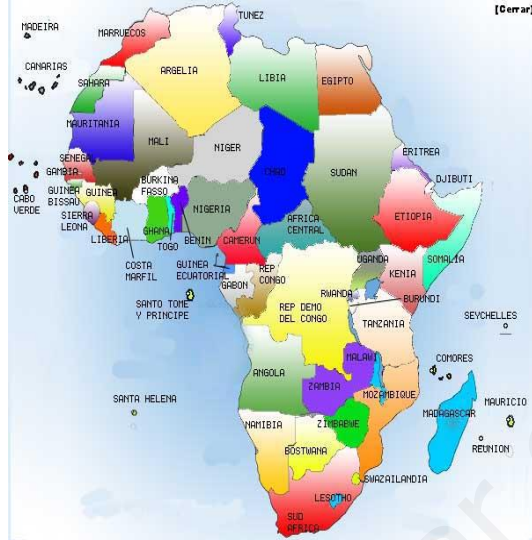 [Cerrar]
MADEIRA
TUNEZ
MARRUECOS
CANARIAS
ARGELIA
LIBIA
EGIPTO
SAHARA
MAURITANIA
MALI
NIGER
CHAD
SUDAN
ERITREA
DJIBUTI
SENEGAL
GAMBIA
CABO
VERDE
GUINEA
BISSAU
GUINEA
BURKINA
FASSO
NIGERIA
SIERRA
LEONA
LIBERIA
GHANA
TOGO
BENIN
CAMERUN
AFRICA
CENTRAL
ETIOPIA
SOMALIA
COSTA
MARFIL
GUINEA
ECUATORIAL
UGANDA
KENIA
REP
CONGO
GABON
SANTO TOME
Y PRINCIPE
REP DEMO
DEL CONGO
RWANDA
BURUNDI
TANZANIA
SEYCHELLES
ANGOLA
MALAWI
ZAMBIA
COMORES
MOZAMBIQUE
SANTA HELENA
MADAGASCAR
MAURICIO
NAMIBIA
ZIMBABWE
BOSTWANA
REUNION
SWAZAILANDIA
LESOTHO
SUD
AFRICA